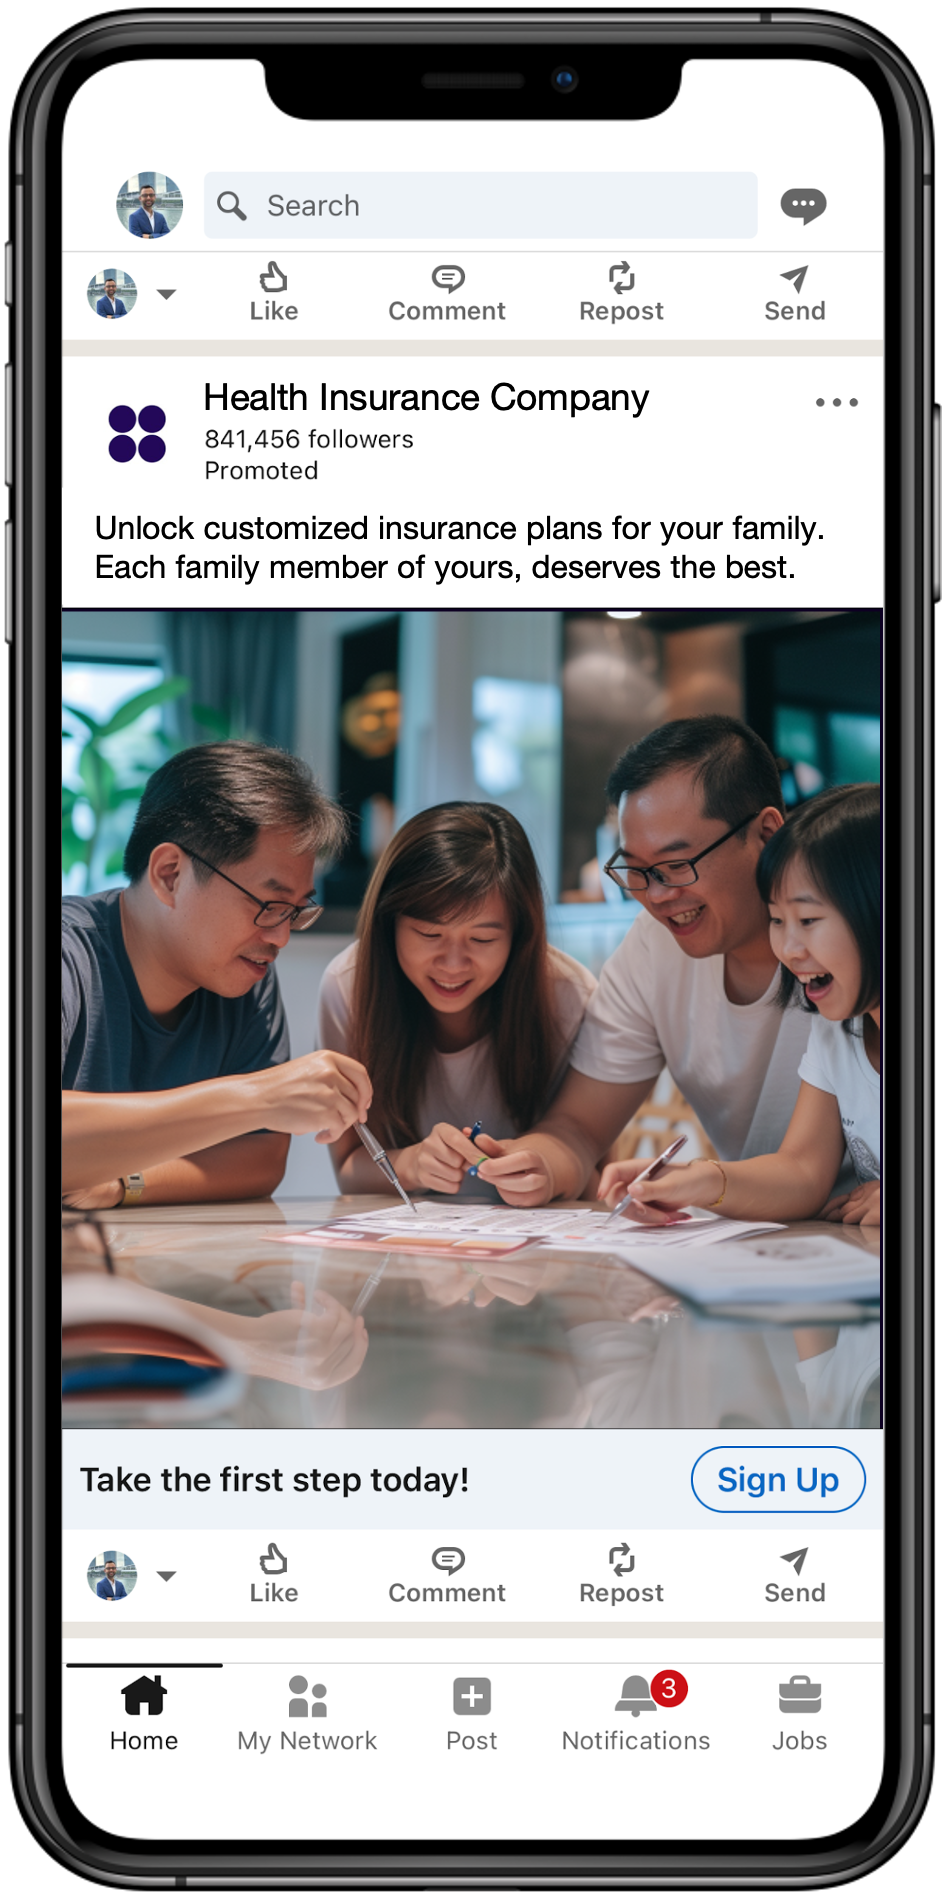 Search
Like Comment Repost Send
Health Insurance Company
841,456 followers
Promoted
Unlock customized insurance plans for your family.
Each family member of yours, deserves the best.
Take the first step today!
Sign Up
Like Comment Repost Send
3
Home My Network Post Notifications Jobs